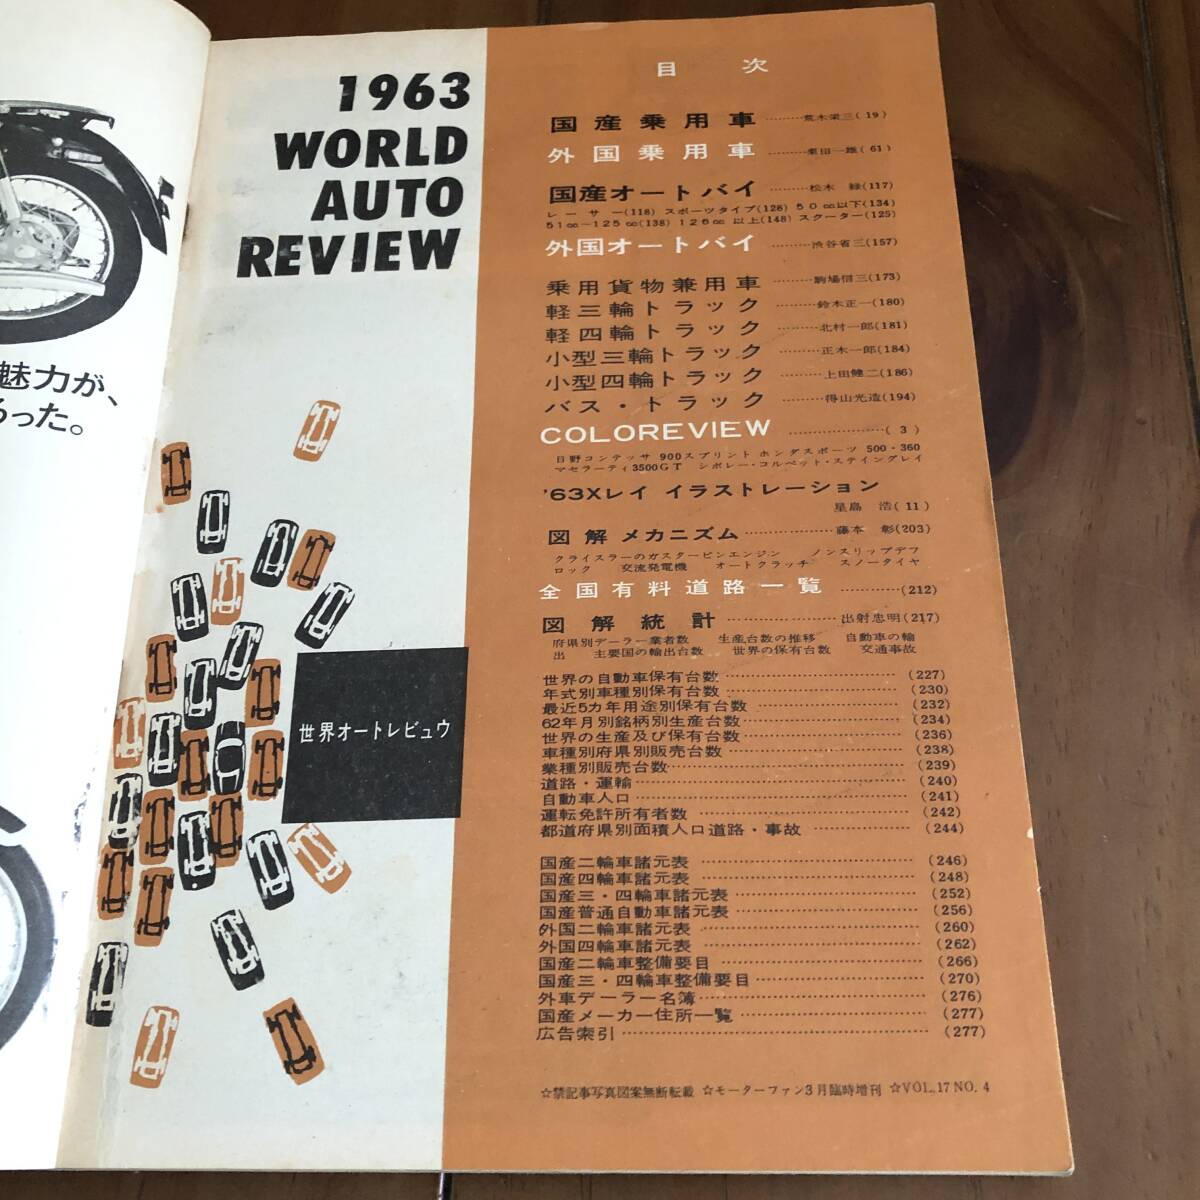 魅力が、
った。
1963
WORLD
AUTO
REVIEW
世界オートレビュウ
目次
国産乗用車………荒木栄三(19)
外国乗用車………粟田一雄(61)
国産オートバイ………松木 緑(117)
レーサー(118) スポーツタイプ(126) 50㏄以下(134)
51㏄～125㏄(138) 126㏄以上(148) スクーター(125)
外国オートバイ………渋谷省三(157)
乗用貨物兼用車………駒場信三(173)
軽三輪トラック………鈴木正一(180)
軽四輪トラック………北村一郎(181)
小型三輪トラック………正木一郎(184)
小型四輪トラック………上田健二(186)
バス・トラック………得山光造(194)
COLOREVIEW………(3)
日野コンテッサ 900スプリント ホンダスポーツ 500・360
マセラーティ3500GT シボレー・コルベット・ステイングレイ
'63Xレイ イラストレーション
星島 浩(11)
図解メカニズム………藤本 彰(203)
クライスラーのガスタービンエンジン ノンスリップデフ
ロック 交流発電機 オートクラッチ スノータイヤ
全国有料道路一覧………(212)
図解統計………出射忠明(217)
府県別デーラー業者数 生産台数の推移 自動車の輸
出 主要国の輸出台数 世界の保有台数 交通事故
世界の自動車保有台数………(227)
年式別車種別保有台数………(230)
最近5カ年用途別保有台数………(232)
62年月別銘柄別生産台数………(234)
世界の生産及び保有台数………(236)
車種別府県別販売台数………(238)
業種別販売台数………(239)
道路・運輸………(240)
自動車人口………(241)
運転免許所有者数………(242)
都道府県別面積人口道路・事故………(244)
国産二輪車諸元表………(246)
国産四輪車諸元表………(248)
国産三・四輪車諸元表………(252)
国産普通自動車諸元表………(256)
外国二輪車諸元表………(260)
外国四輪車諸元表………(262)
国産二輪車整備要目………(266)
国産三・四輪車整備要目………(270)
外車デーラー名簿………(276)
国産メーカー住所一覧………(277)
広告索引………(277)
☆禁記事写真図案無断転載 ☆モーターファン3月臨時増刊 ☆VOL.17 NO.4